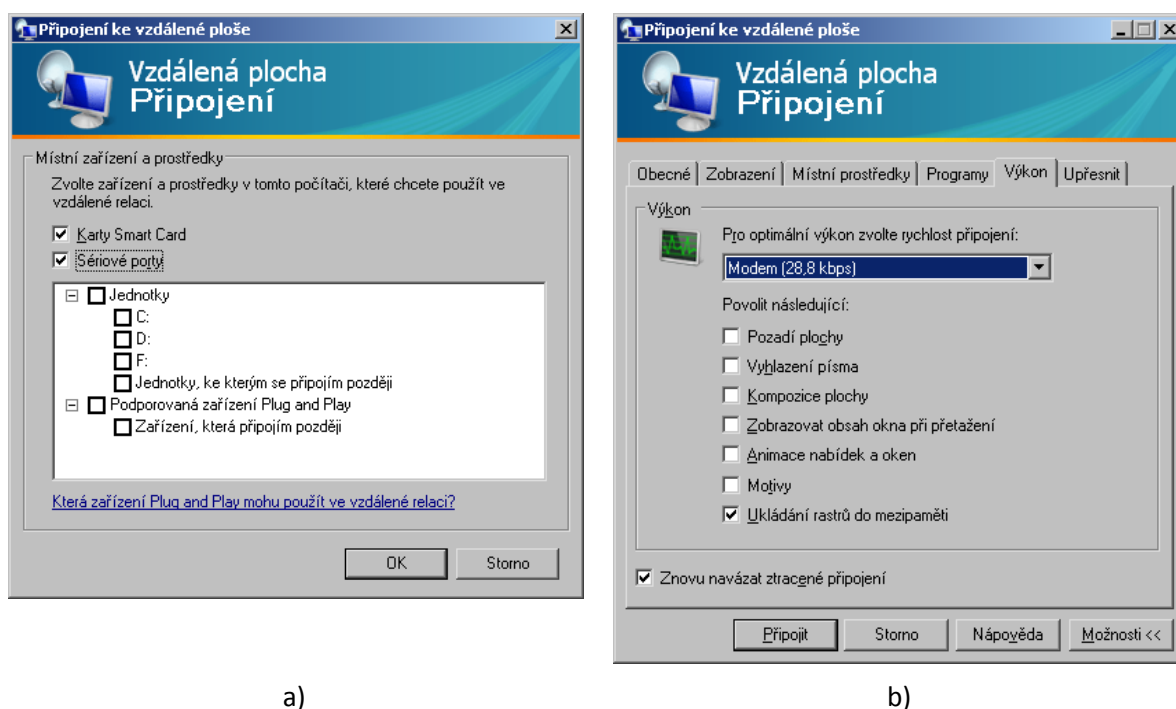 Připojení ke vzdálené ploše
Vzdálená plocha
Připojení
Místní zařízení a prostředky
Zvolte zařízení a prostředky v tomto počítači, které chcete použít ve
vzdálené relaci.
Karty Smart Card
Sériové porty
Jednotky
C:
D:
F:
Jednotky, ke kterým se připojím později
Podporovaná zařízení Plug and Play
Zařízení, která připojím později
Která zařízení Plug and Play mohu použít ve vzdálené relaci?
OK
Storno
a)
Připojení ke vzdálené ploše
Vzdálená plocha
Připojení
Obecné
Zobrazení
Místní prostředky
Programy
Výkon
Upřesnit
Výkon
Pro optimální výkon zvolte rychlost připojení:
Modem (28,8 kbps)
Povolit následující:
Pozadí plochy
Vyhlazení písma
Kompozice plochy
Zobrazovat obsah okna při přetažení
Animace nabídek a oken
Motivy
Ukládání rastrů do mezipaměti
Znovu navázat ztracené připojení
Připojit
Storno
Nápověda
Možnosti <<
b)